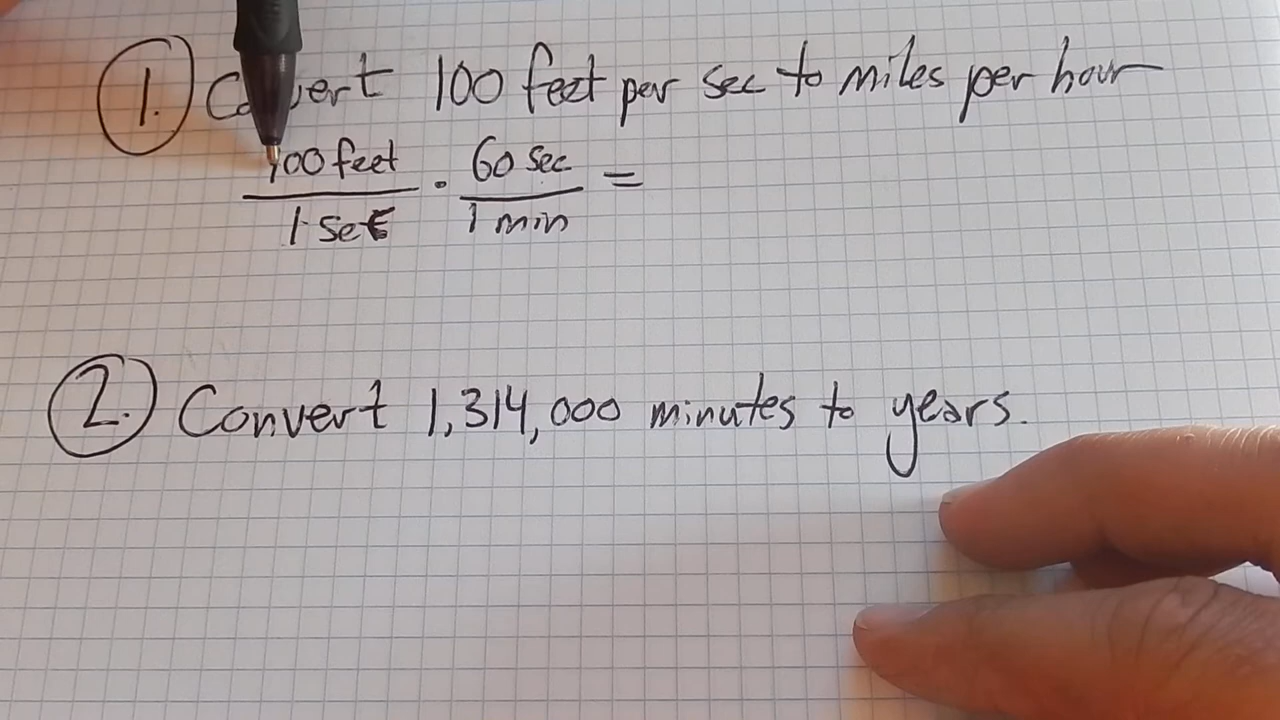 1. Convert 100 feet per sec to miles per hour
100 feet / 1 sec · 60 sec / 1 min =
2. Convert 1,314,000 minutes to years.